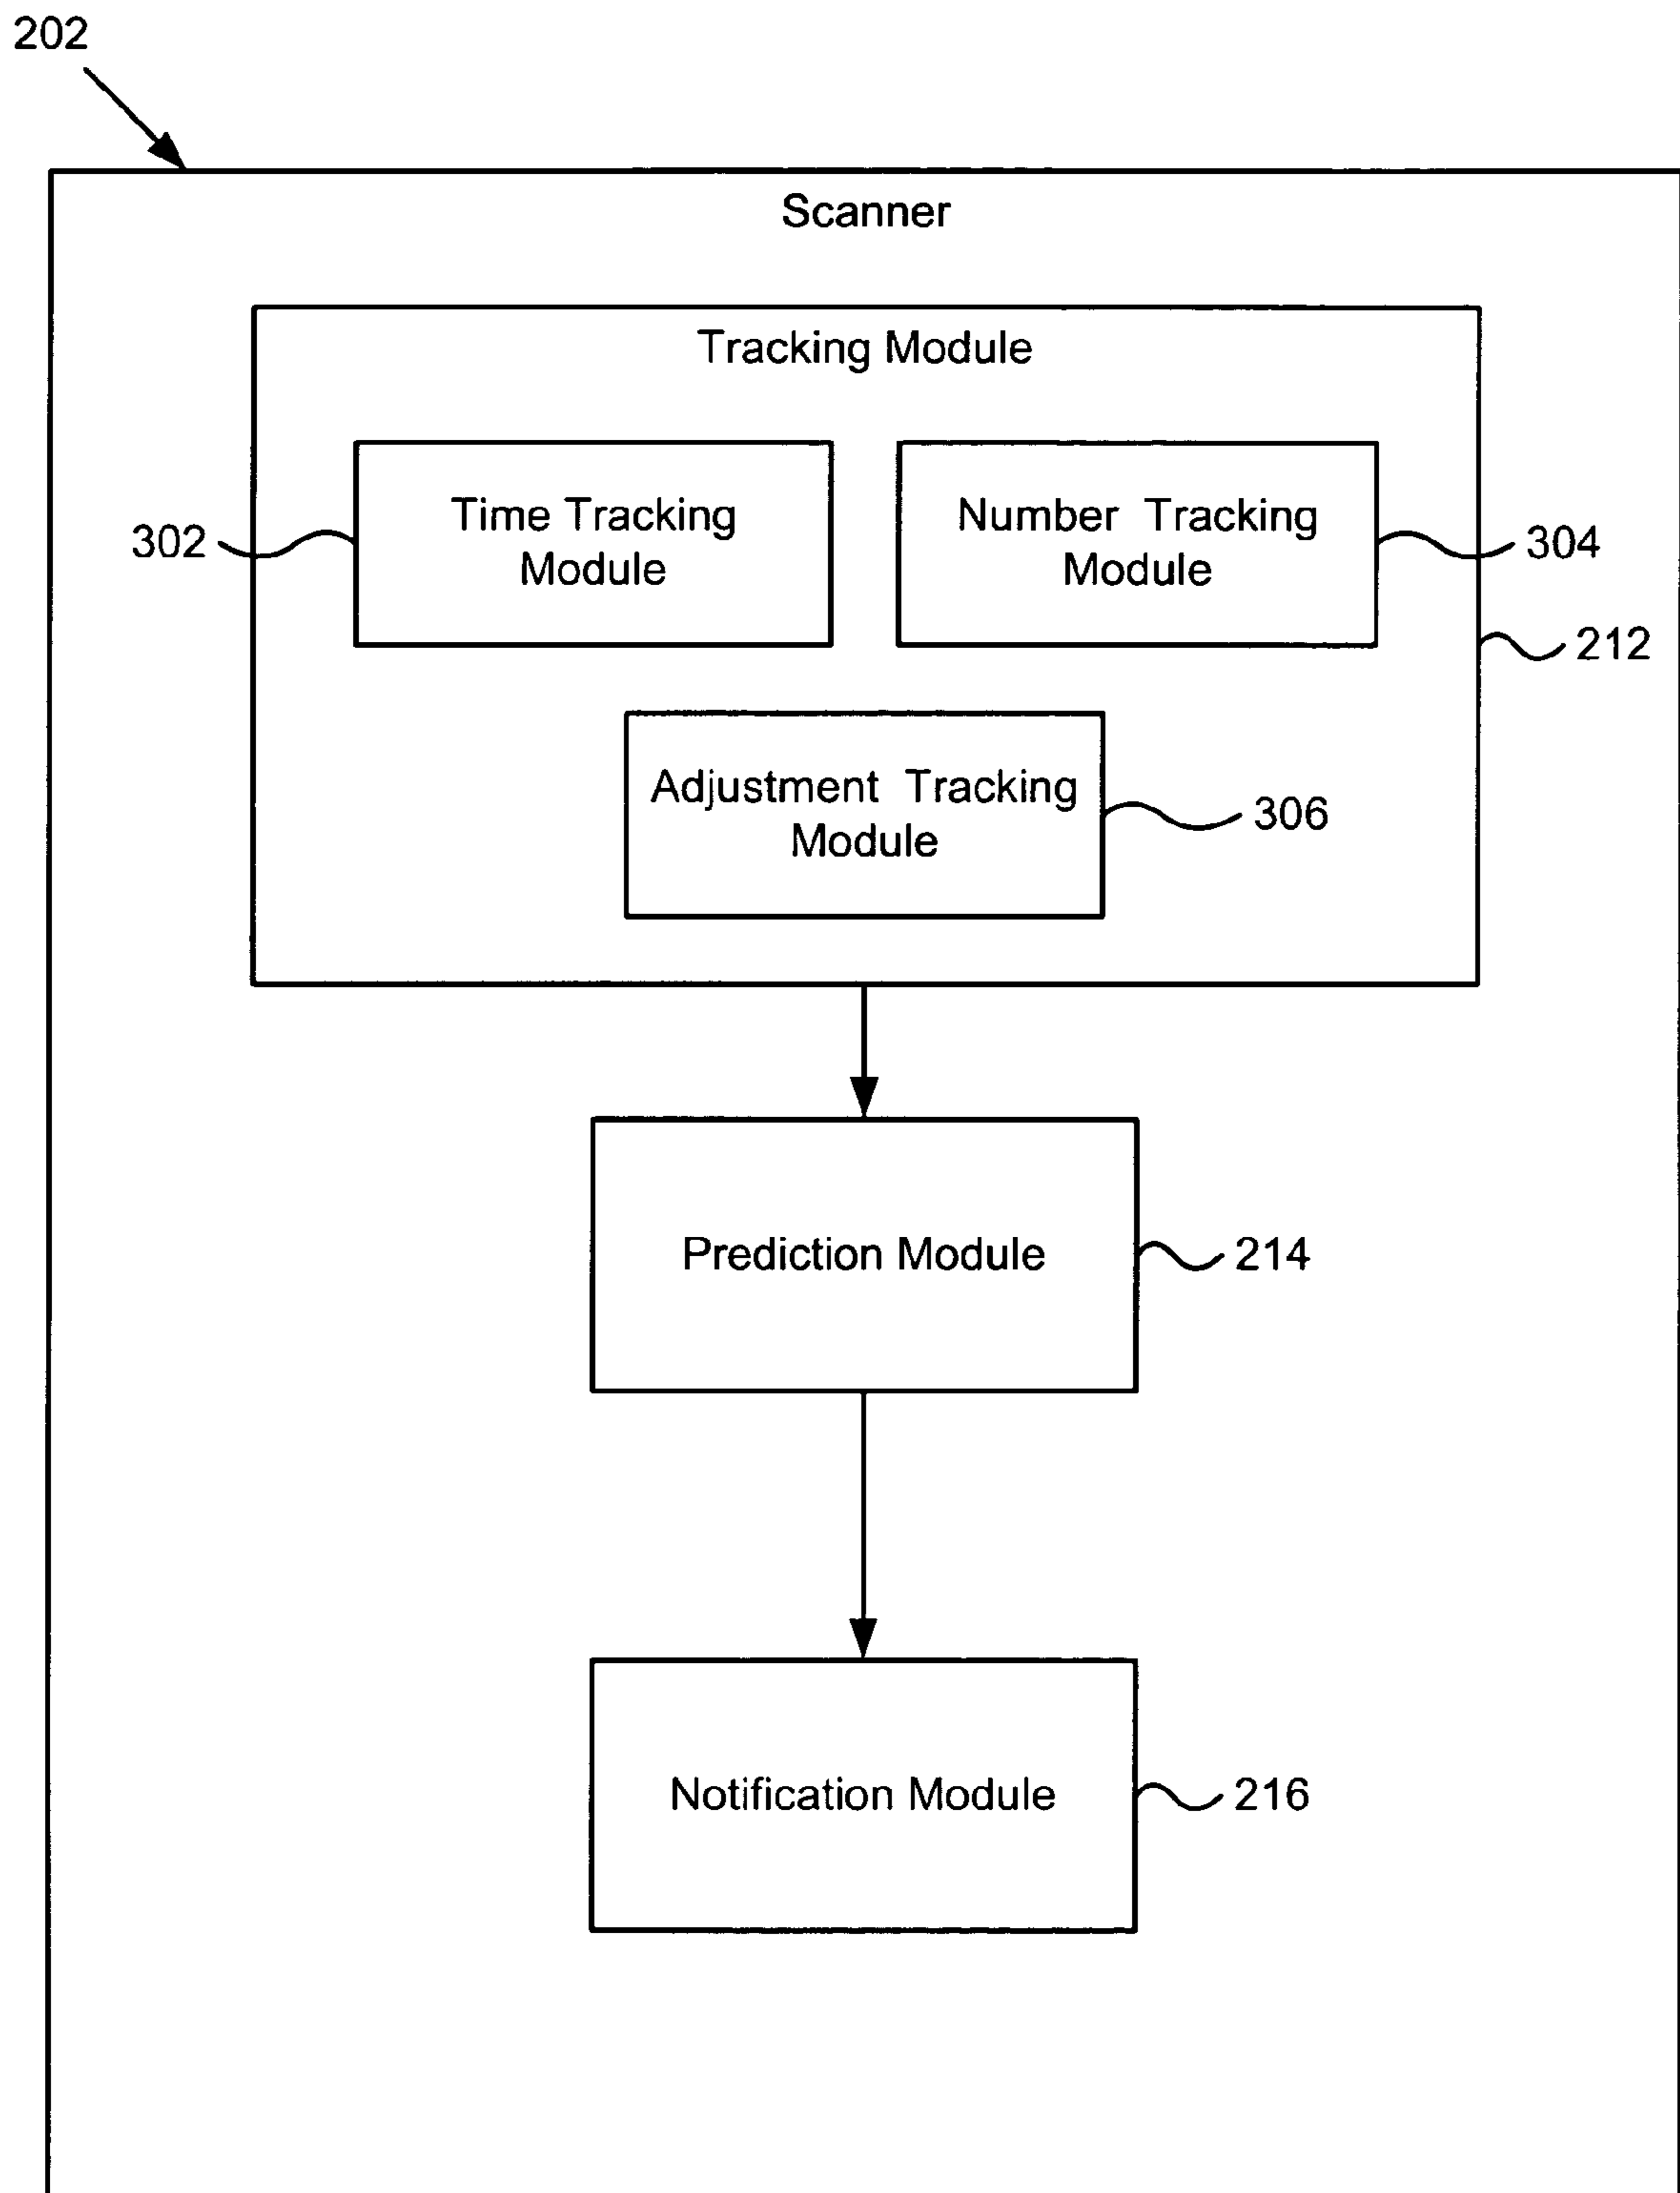 202
Scanner
Tracking Module
Time Tracking
Module
302
Number Tracking
Module
304
212
Adjustment Tracking
Module
306
Prediction Module
214
Notification Module
216